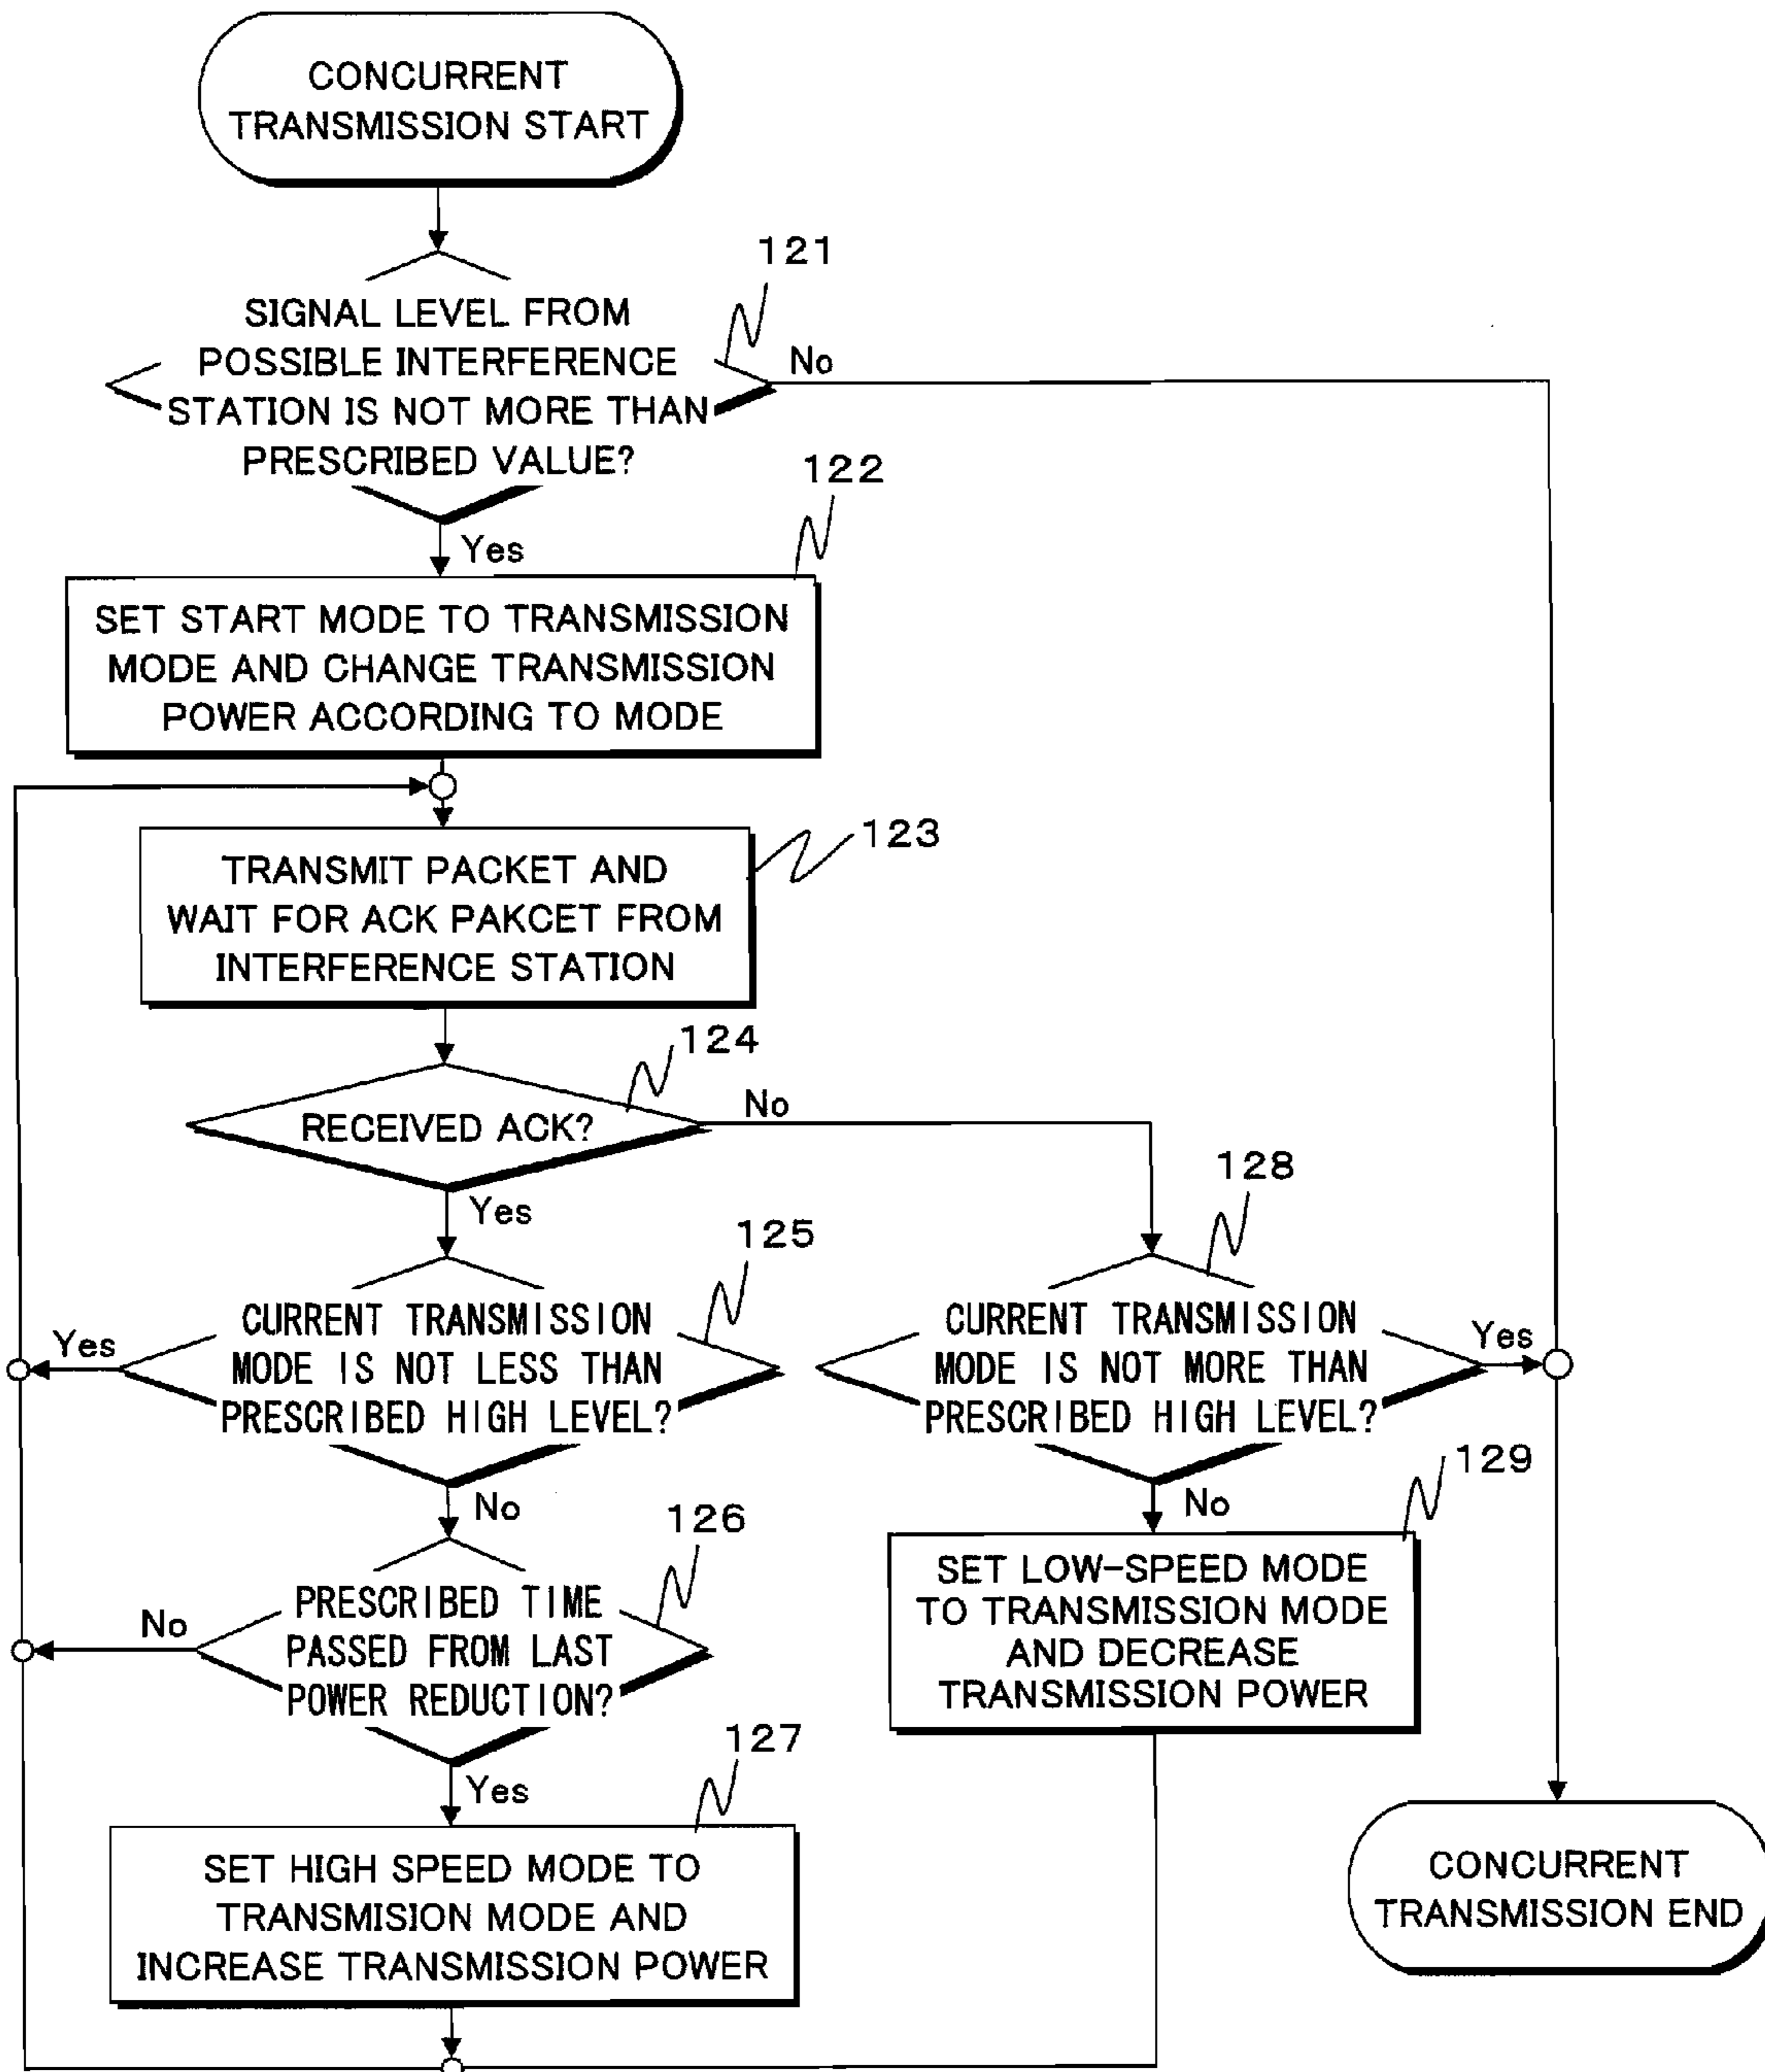 CONCURRENT
TRANSMISSION START
121
SIGNAL LEVEL FROM
POSSIBLE INTERFERENCE
STATION IS NOT MORE THAN
PRESCRIBED VALUE?
No
122
Yes
SET START MODE TO TRANSMISSION
MODE AND CHANGE TRANSMISSION
POWER ACCORDING TO MODE
123
TRANSMIT PACKET AND
WAIT FOR ACK PAKCET FROM
INTERFERENCE STATION
124
RECEIVED ACK?
No
Yes
125
CURRENT TRANSMISSION
MODE IS NOT LESS THAN
PRESCRIBED HIGH LEVEL?
Yes
No
128
CURRENT TRANSMISSION
MODE IS NOT MORE THAN
PRESCRIBED HIGH LEVEL?
Yes
No
126
PRESCRIBED TIME
PASSED FROM LAST
POWER REDUCTION?
No
Yes
129
SET LOW-SPEED MODE
TO TRANSMISSION MODE
AND DECREASE
TRANSMISSION POWER
127
SET HIGH SPEED MODE TO
TRANSMISION MODE AND
INCREASE TRANSMISSION POWER
CONCURRENT
TRANSMISSION END